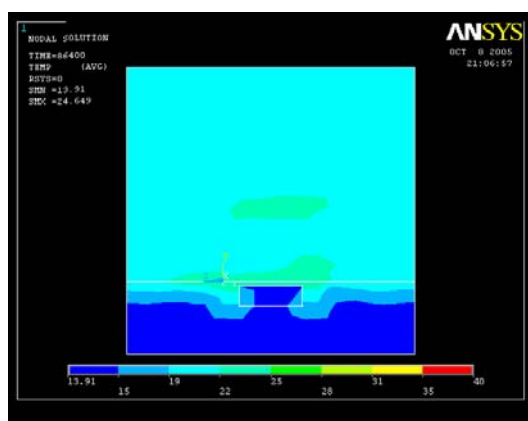 1
NODAL SOLUTION
TIME=86400
TEMP (AVG)
RSYS=0
SMN =13.91
SMX =24.649
ANSYS
OCT 8 2005
21:06:57
13.91 15 19 22 25 28 31 35 40